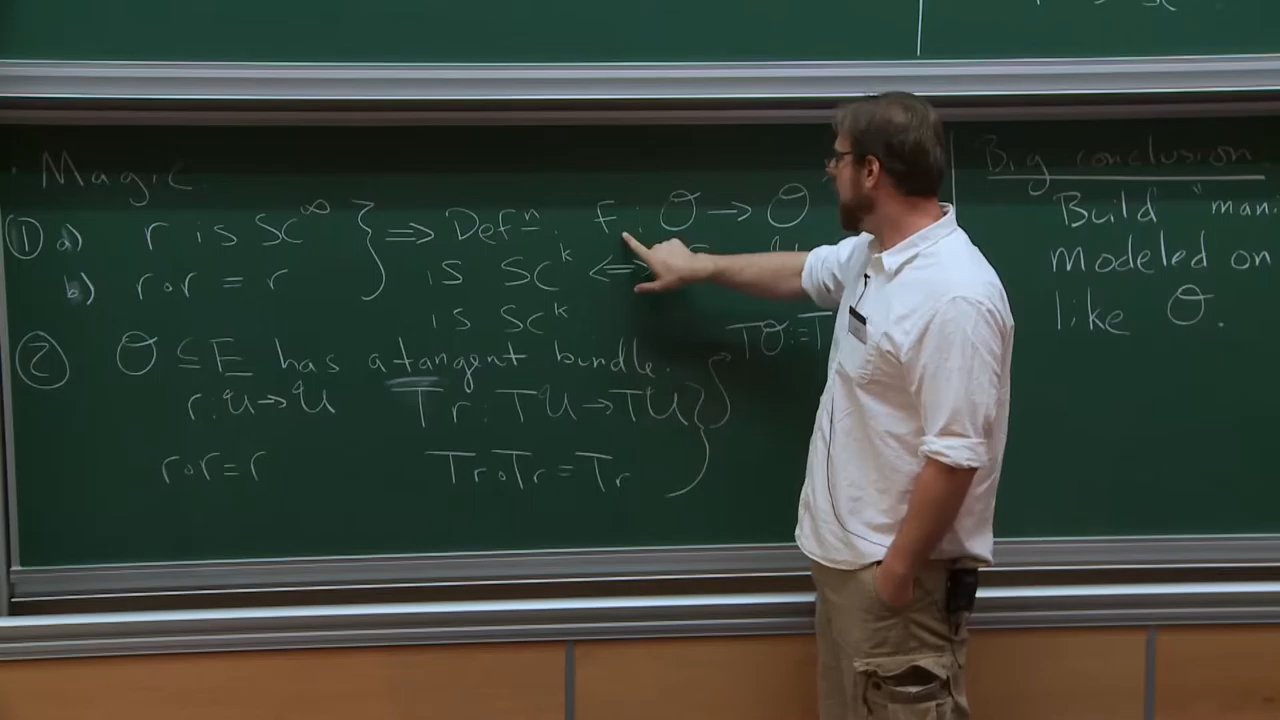 Magic
① a) r is sc^∞ } ⇒ Defⁿ: f : O → O
b) r∘r = r is sc^k ⇔
is sc^k
② O ⊆ E has a tangent bundle.
r: U → U Tr: TU → TU } TO :=T
r∘r = r Tr∘Tr = Tr
Big conclusion
Build "man
modeled on
like O.